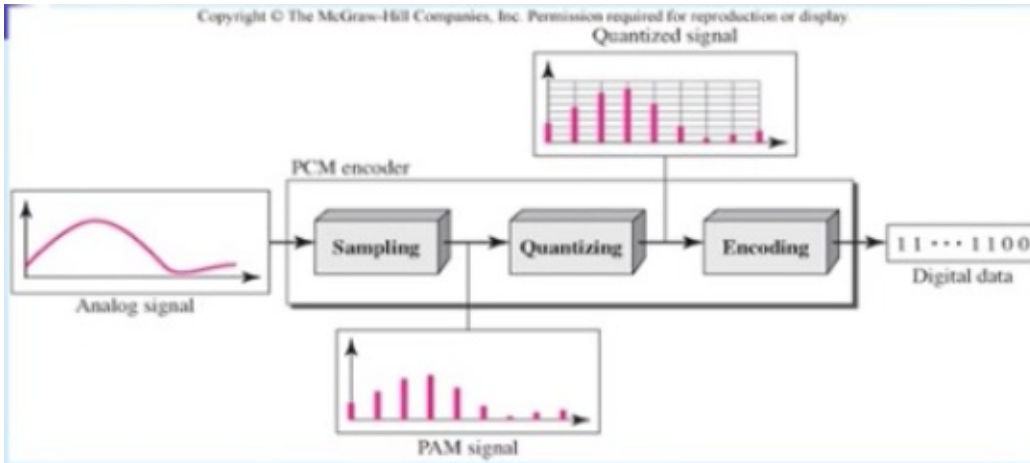 Copyright © The McGraw-Hill Companies, Inc. Permission required for reproduction or display.
Quantized signal
PCM encoder
Sampling
Quantizing
Encoding
11 ··· 1100
Digital data
Analog signal
PAM signal